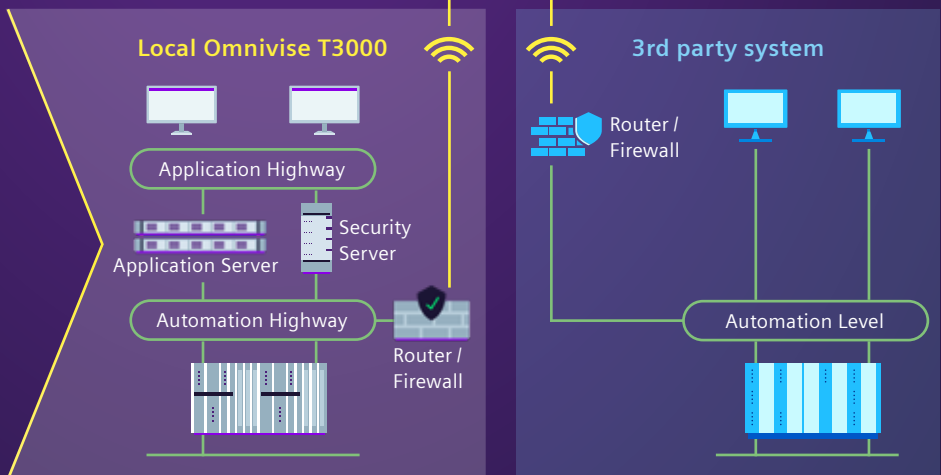 Local Omnivise T3000
Application Highway
Security
Server
Application Server
Automation Highway
Router /
Firewall
3rd party system
Router /
Firewall
Automation Level